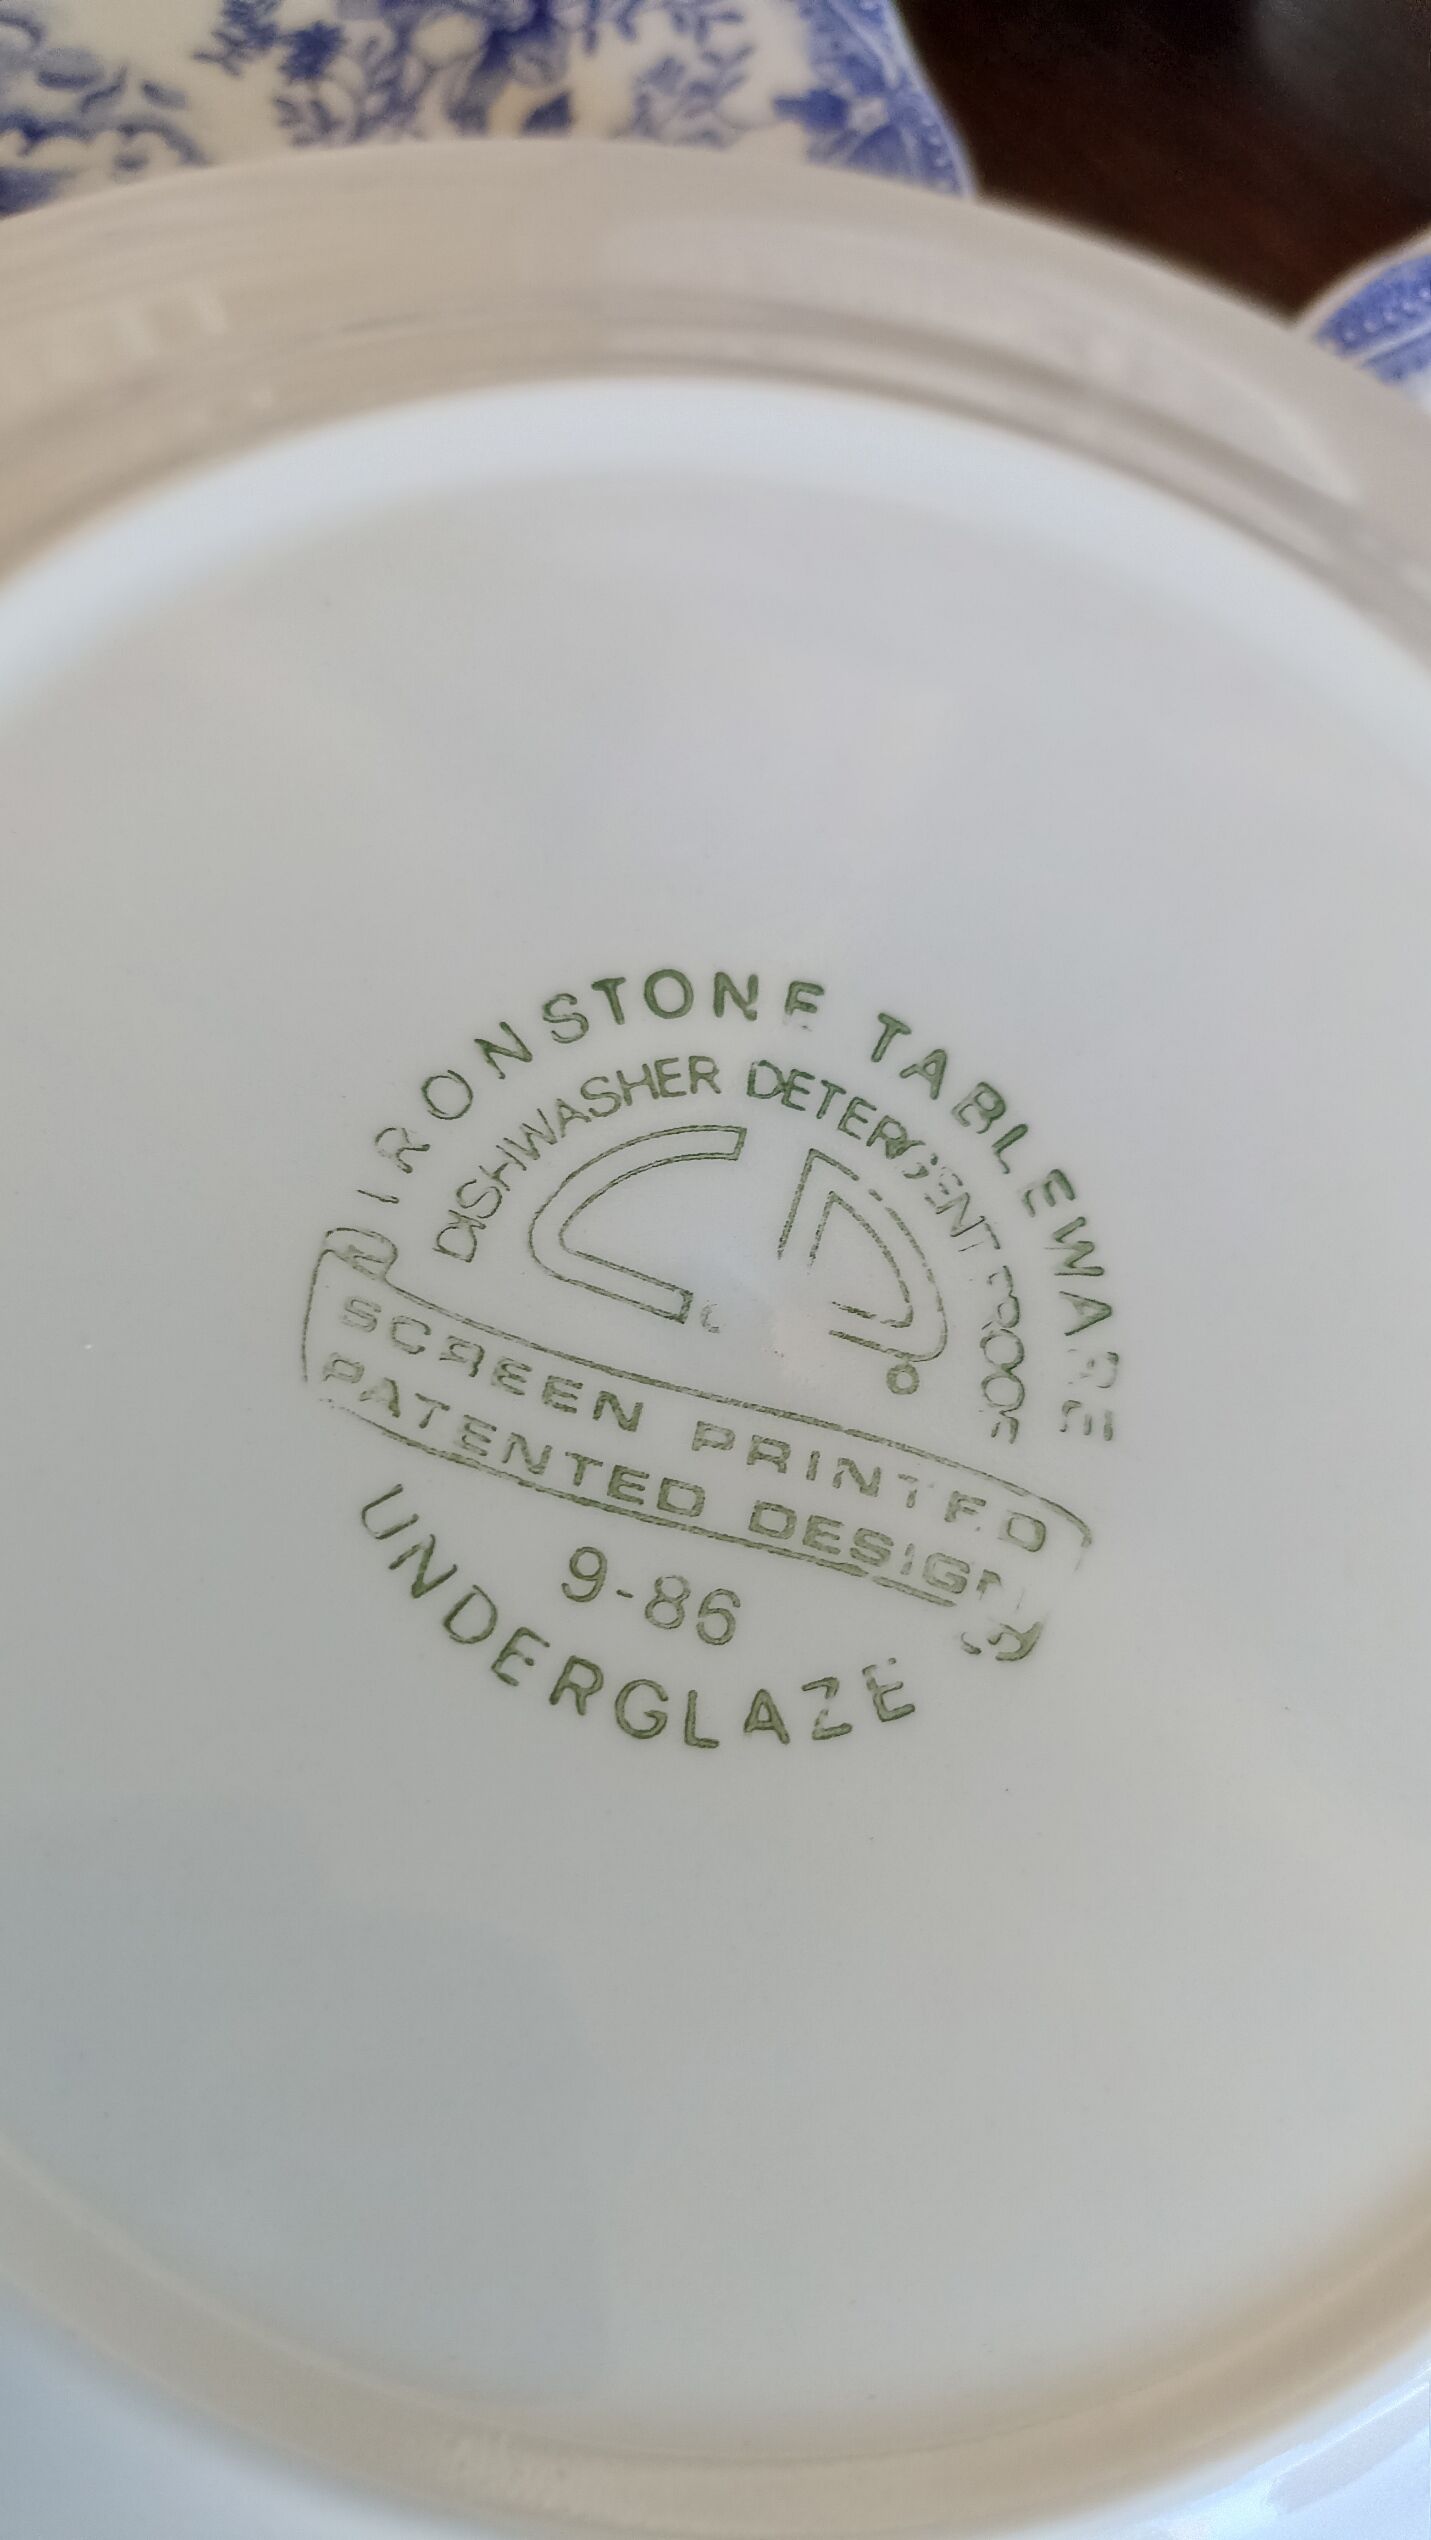 IRONSTONE TABLEWARE
DISHWASHER DETERGENT PROOF
SCREEN PRINTED
PATENTED DESIGN
9-86
UNDERGLAZE